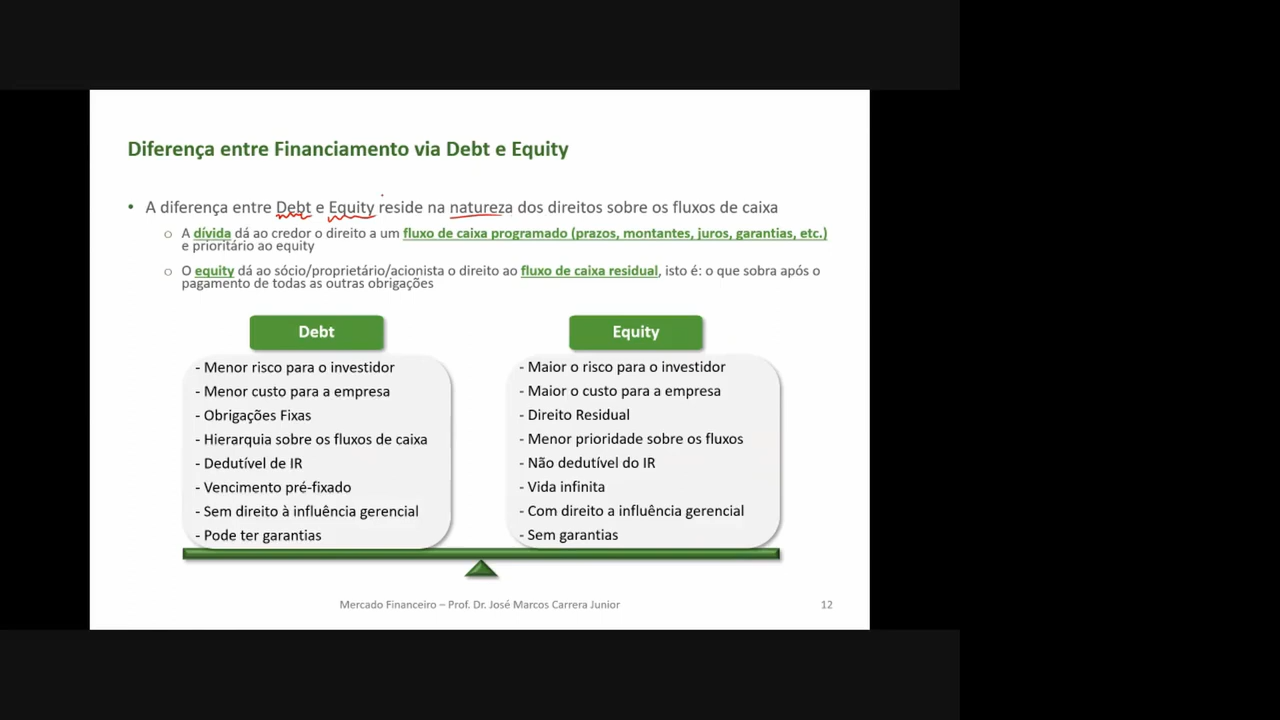 Diferença entre Financiamento via Debt e Equity
• A diferença entre Debt e Equity reside na natureza dos direitos sobre os fluxos de caixa
o A dívida dá ao credor o direito a um fluxo de caixa programado (prazos, montantes, juros, garantias, etc.)
e prioritário ao equity
o O equity dá ao sócio/proprietário/acionista o direito ao fluxo de caixa residual, isto é: o que sobra após o
pagamento de todas as outras obrigações
Debt
- Menor risco para o investidor
- Menor custo para a empresa
- Obrigações Fixas
- Hierarquia sobre os fluxos de caixa
- Dedutível de IR
- Vencimento pré-fixado
- Sem direito à influência gerencial
- Pode ter garantias
Equity
- Maior o risco para o investidor
- Maior o custo para a empresa
- Direito Residual
- Menor prioridade sobre os fluxos
- Não dedutível do IR
- Vida infinita
- Com direito a influência gerencial
- Sem garantias
Mercado Financeiro – Prof. Dr. José Marcos Carrera Junior
12